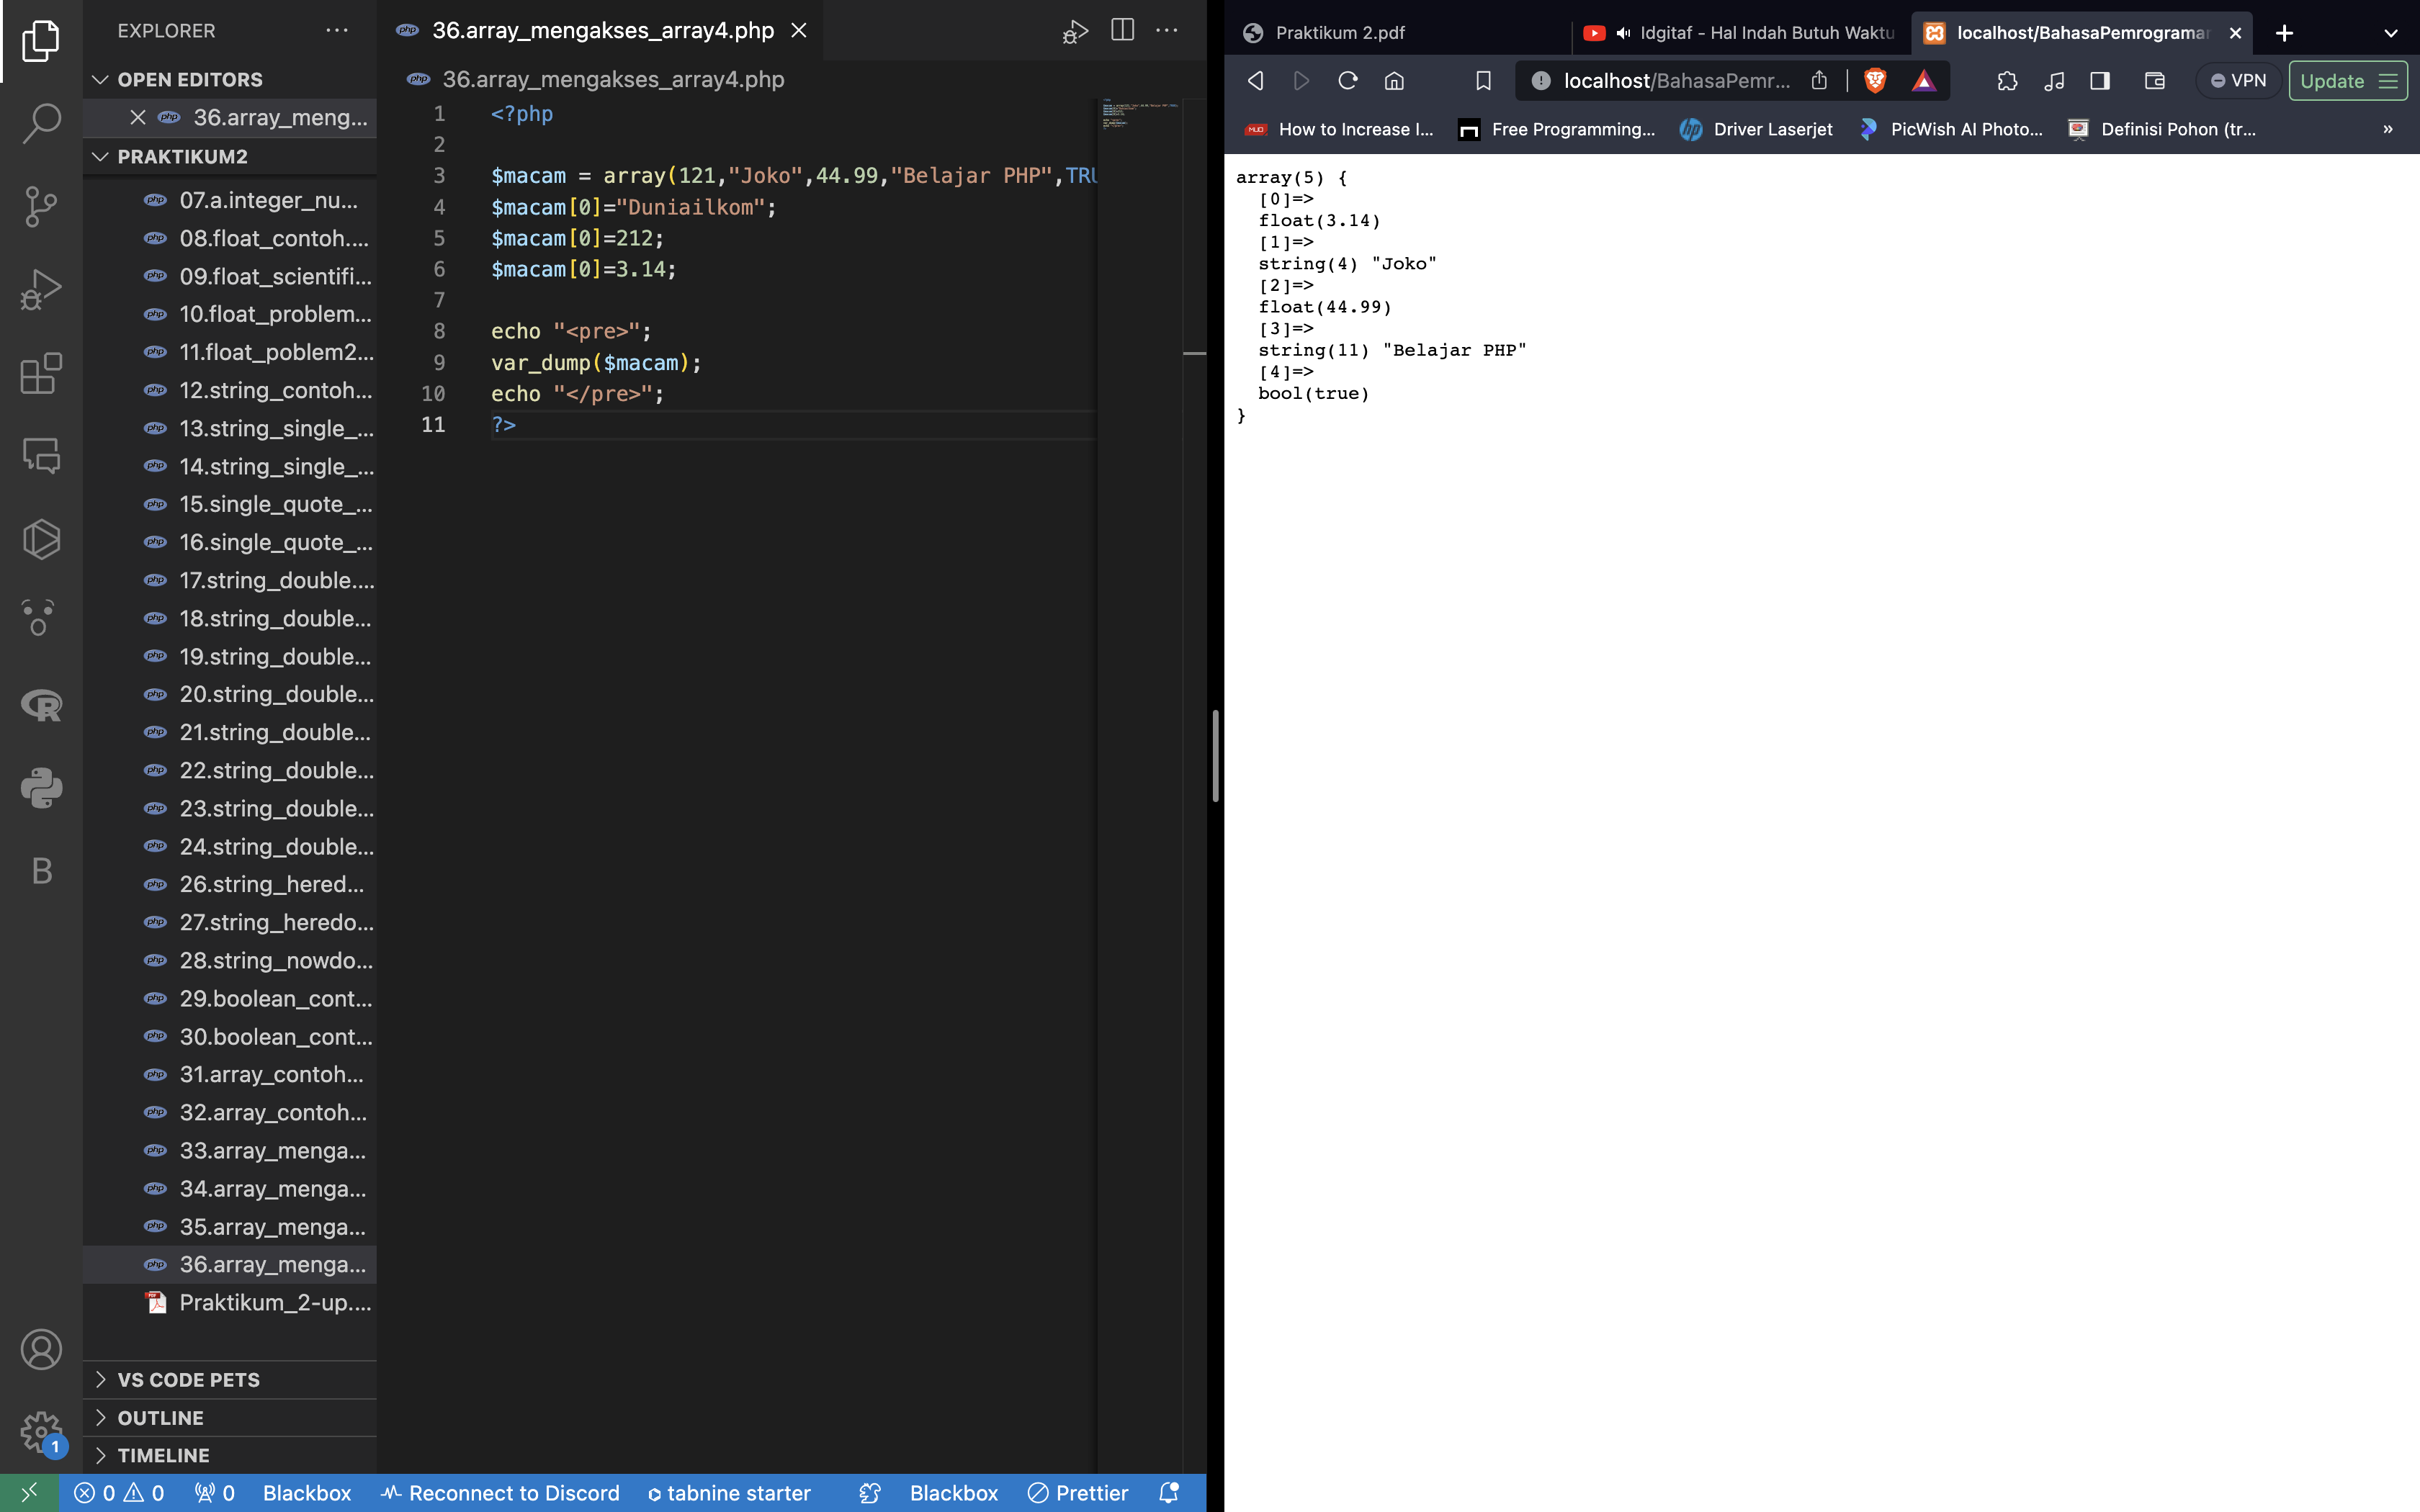 EXPLORER
OPEN EDITORS
36.array_meng...
PRAKTIKUM2
07.a.integer_nu...
08.float_contoh....
09.float_scientifi...
10.float_problem...
11.float_poblem2...
12.string_contoh...
13.string_single_...
14.string_single_...
15.single_quote_...
16.single_quote_...
17.string_double....
18.string_double...
19.string_double...
20.string_double...
21.string_double...
22.string_double...
23.string_double...
24.string_double...
26.string_hered...
27.string_heredo...
28.string_nowdo...
29.boolean_cont...
30.boolean_cont...
31.array_contoh...
32.array_contoh...
33.array_menga...
34.array_menga...
35.array_menga...
36.array_menga...
Praktikum_2-up....
VS CODE PETS
OUTLINE
TIMELINE
B
1
36.array_mengakses_array4.php
36.array_mengakses_array4.php
1 <?php
2
3 $macam = array(121,"Joko",44.99,"Belajar PHP",TRU
4 $macam[0]="Duniailkom";
5 $macam[0]=212;
6 $macam[0]=3.14;
7
8 echo "<pre>";
9 var_dump($macam);
10 echo "</pre>";
11 ?>
0 0 0 Blackbox Reconnect to Discord tabnine starter Blackbox Prettier
Praktikum 2.pdf Idgitaf - Hal Indah Butuh Waktu localhost/BahasaPemrograman
localhost/BahasaPemr... VPN Update
How to Increase I... Free Programming... Driver Laserjet PicWish AI Photo... Definisi Pohon (tr... »
array(5) {
[0]=>
float(3.14)
[1]=>
string(4) "Joko"
[2]=>
float(44.99)
[3]=>
string(11) "Belajar PHP"
[4]=>
bool(true)
}